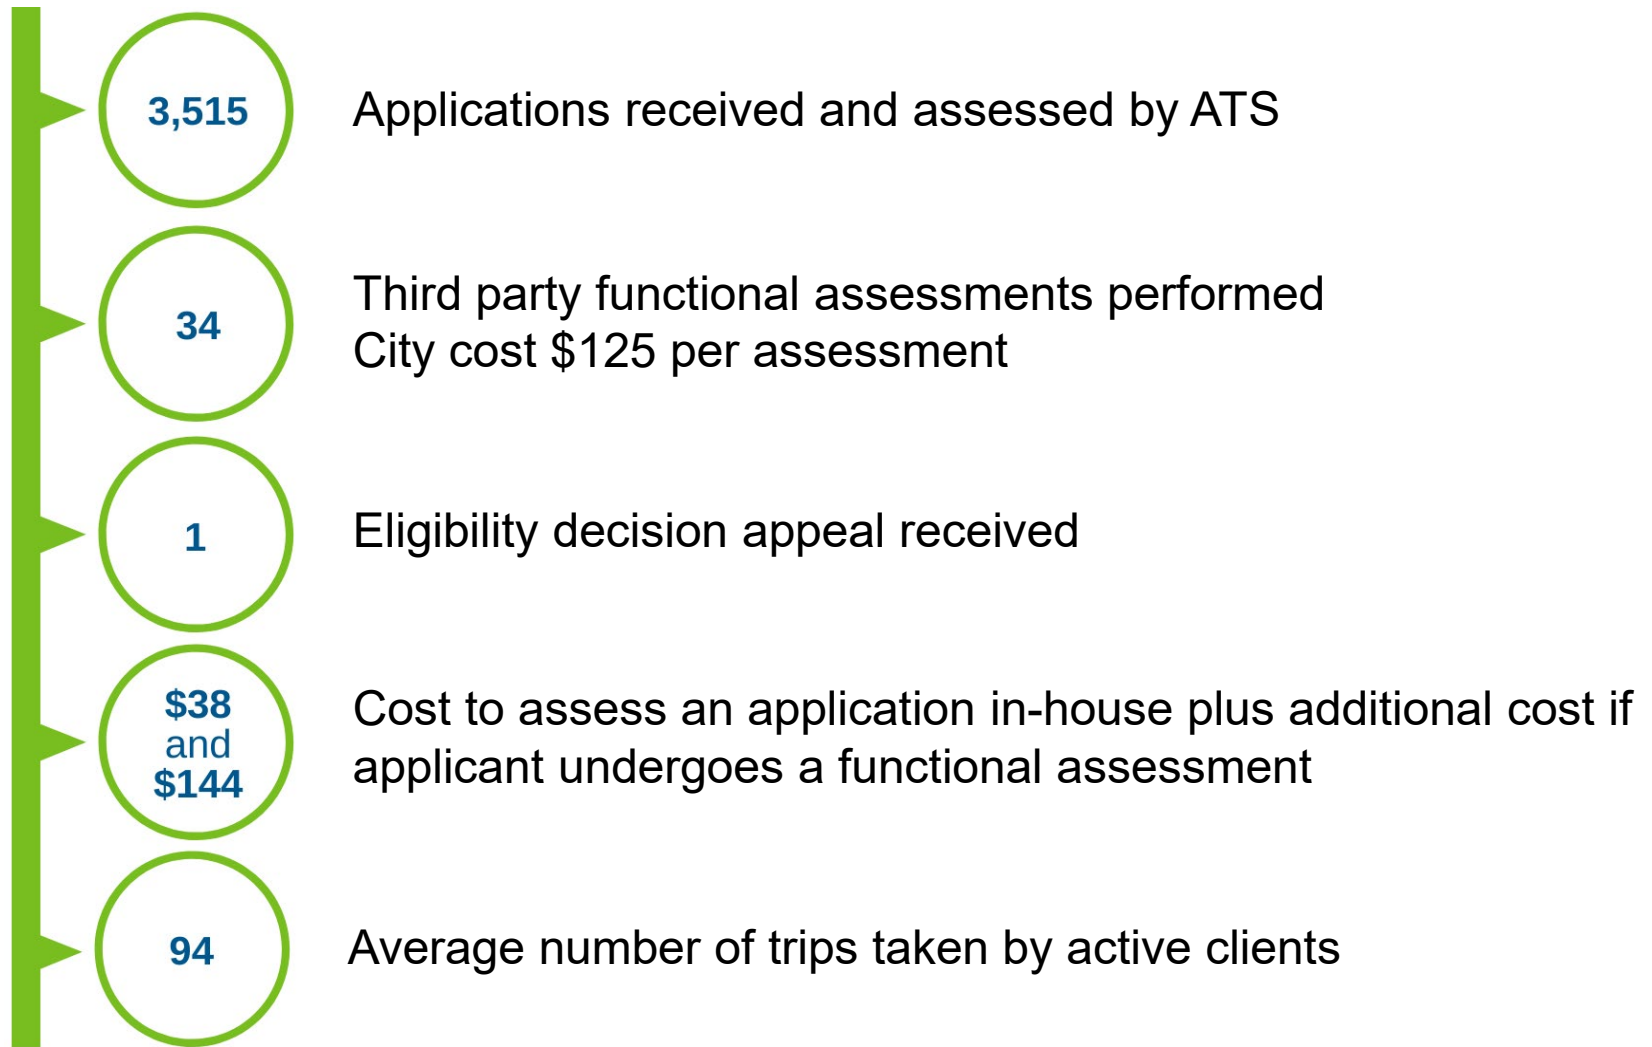 3,515
Applications received and assessed by ATS
34
Third party functional assessments performed
City cost $125 per assessment
1
Eligibility decision appeal received
$38
and
$144
Cost to assess an application in-house plus additional cost if
applicant undergoes a functional assessment
94
Average number of trips taken by active clients